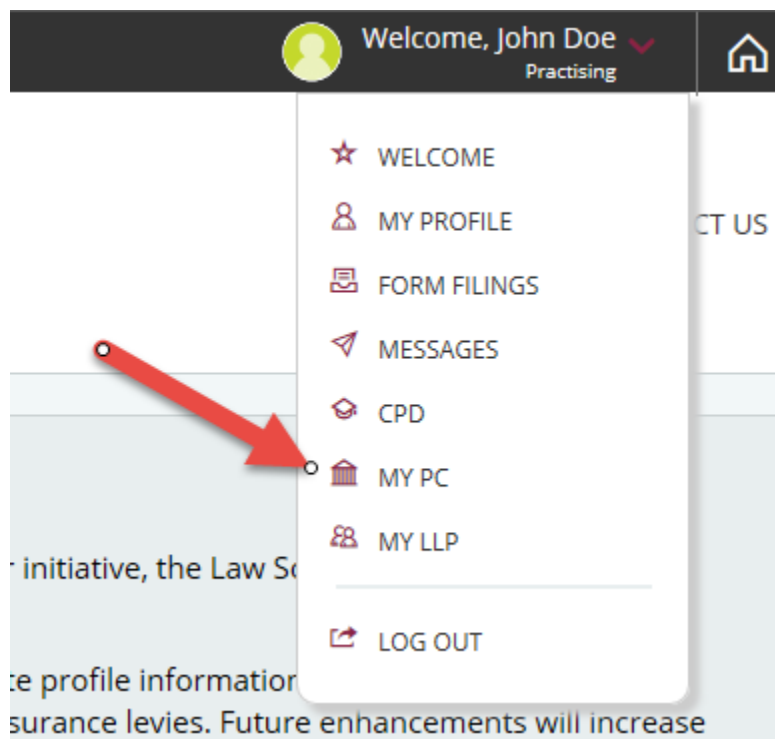 Welcome, John Doe
Practising
WELCOME
MY PROFILE
CT US
FORM FILINGS
MESSAGES
CPD
MY PC
MY LLP
initiative, the Law So
LOG OUT
te profile information
surance levies. Future enhancements will increase